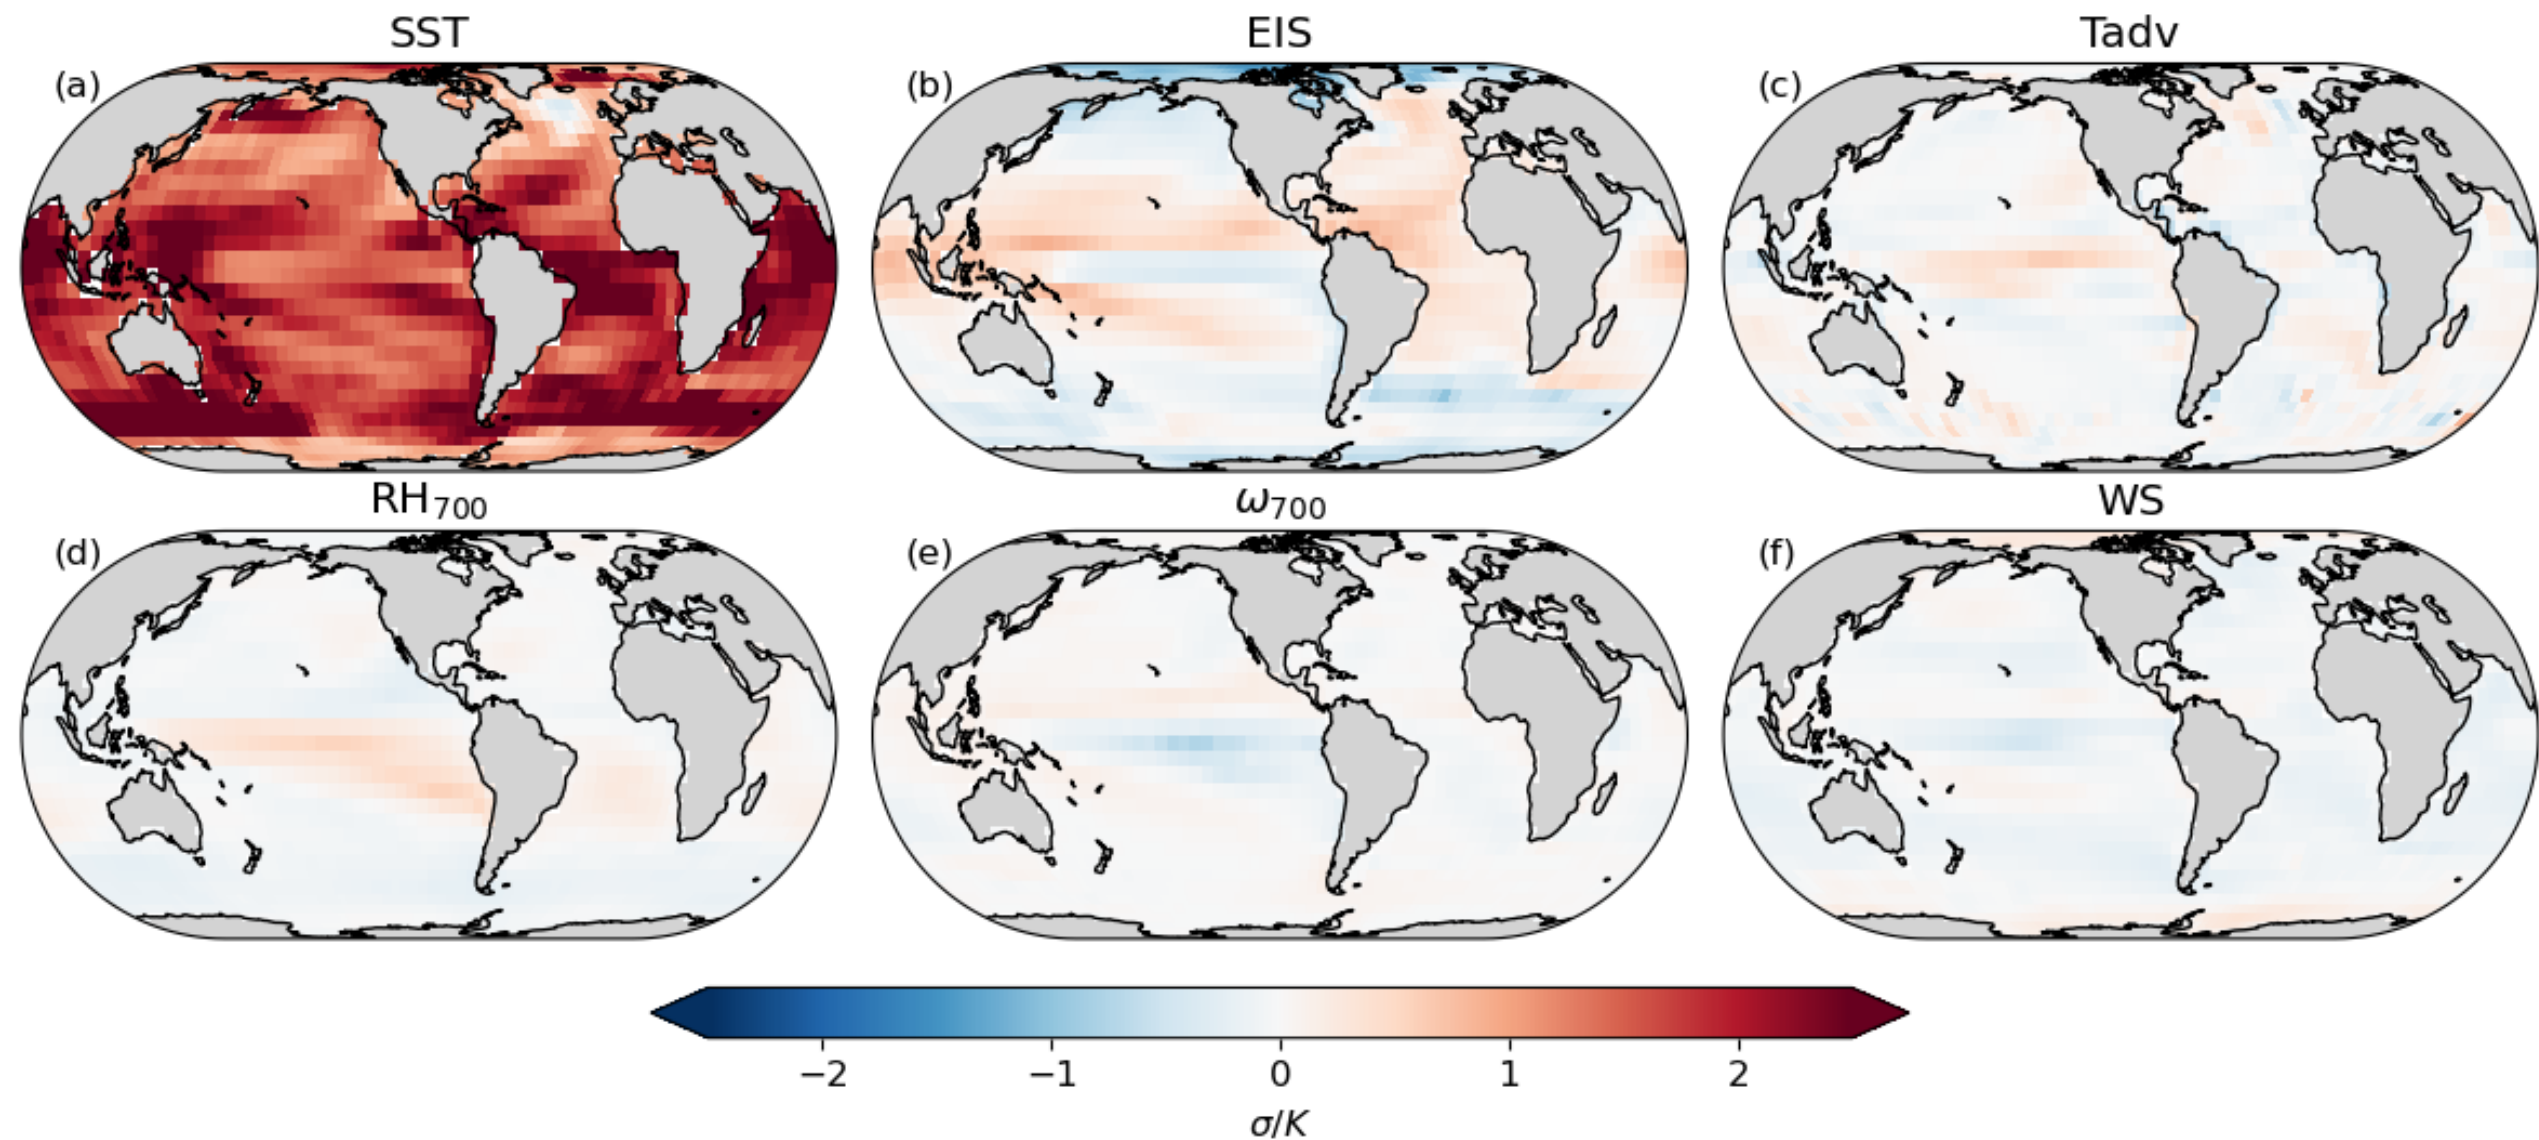 SST
EIS
Tadv
(a)
(b)
(c)
RH₇₀₀
ω₇₀₀
WS
(d)
(e)
(f)
−2
−1
0
1
2
σ/K